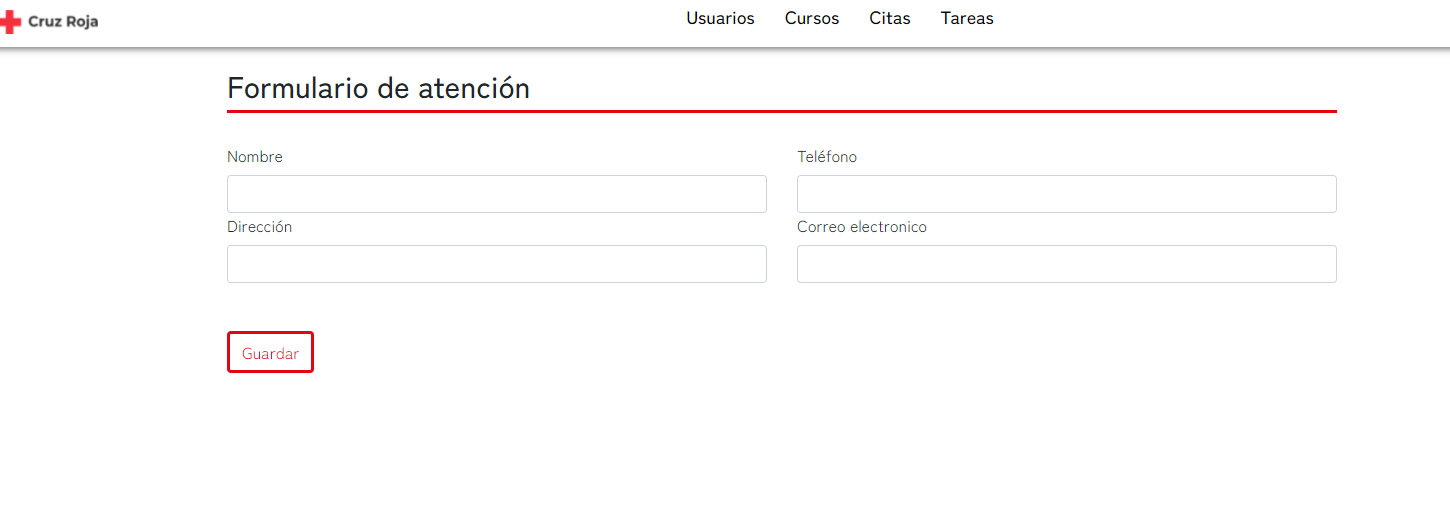 Cruz Roja
Usuarios Cursos Citas Tareas
Formulario de atención
Nombre Teléfono
Dirección Correo electronico
Guardar